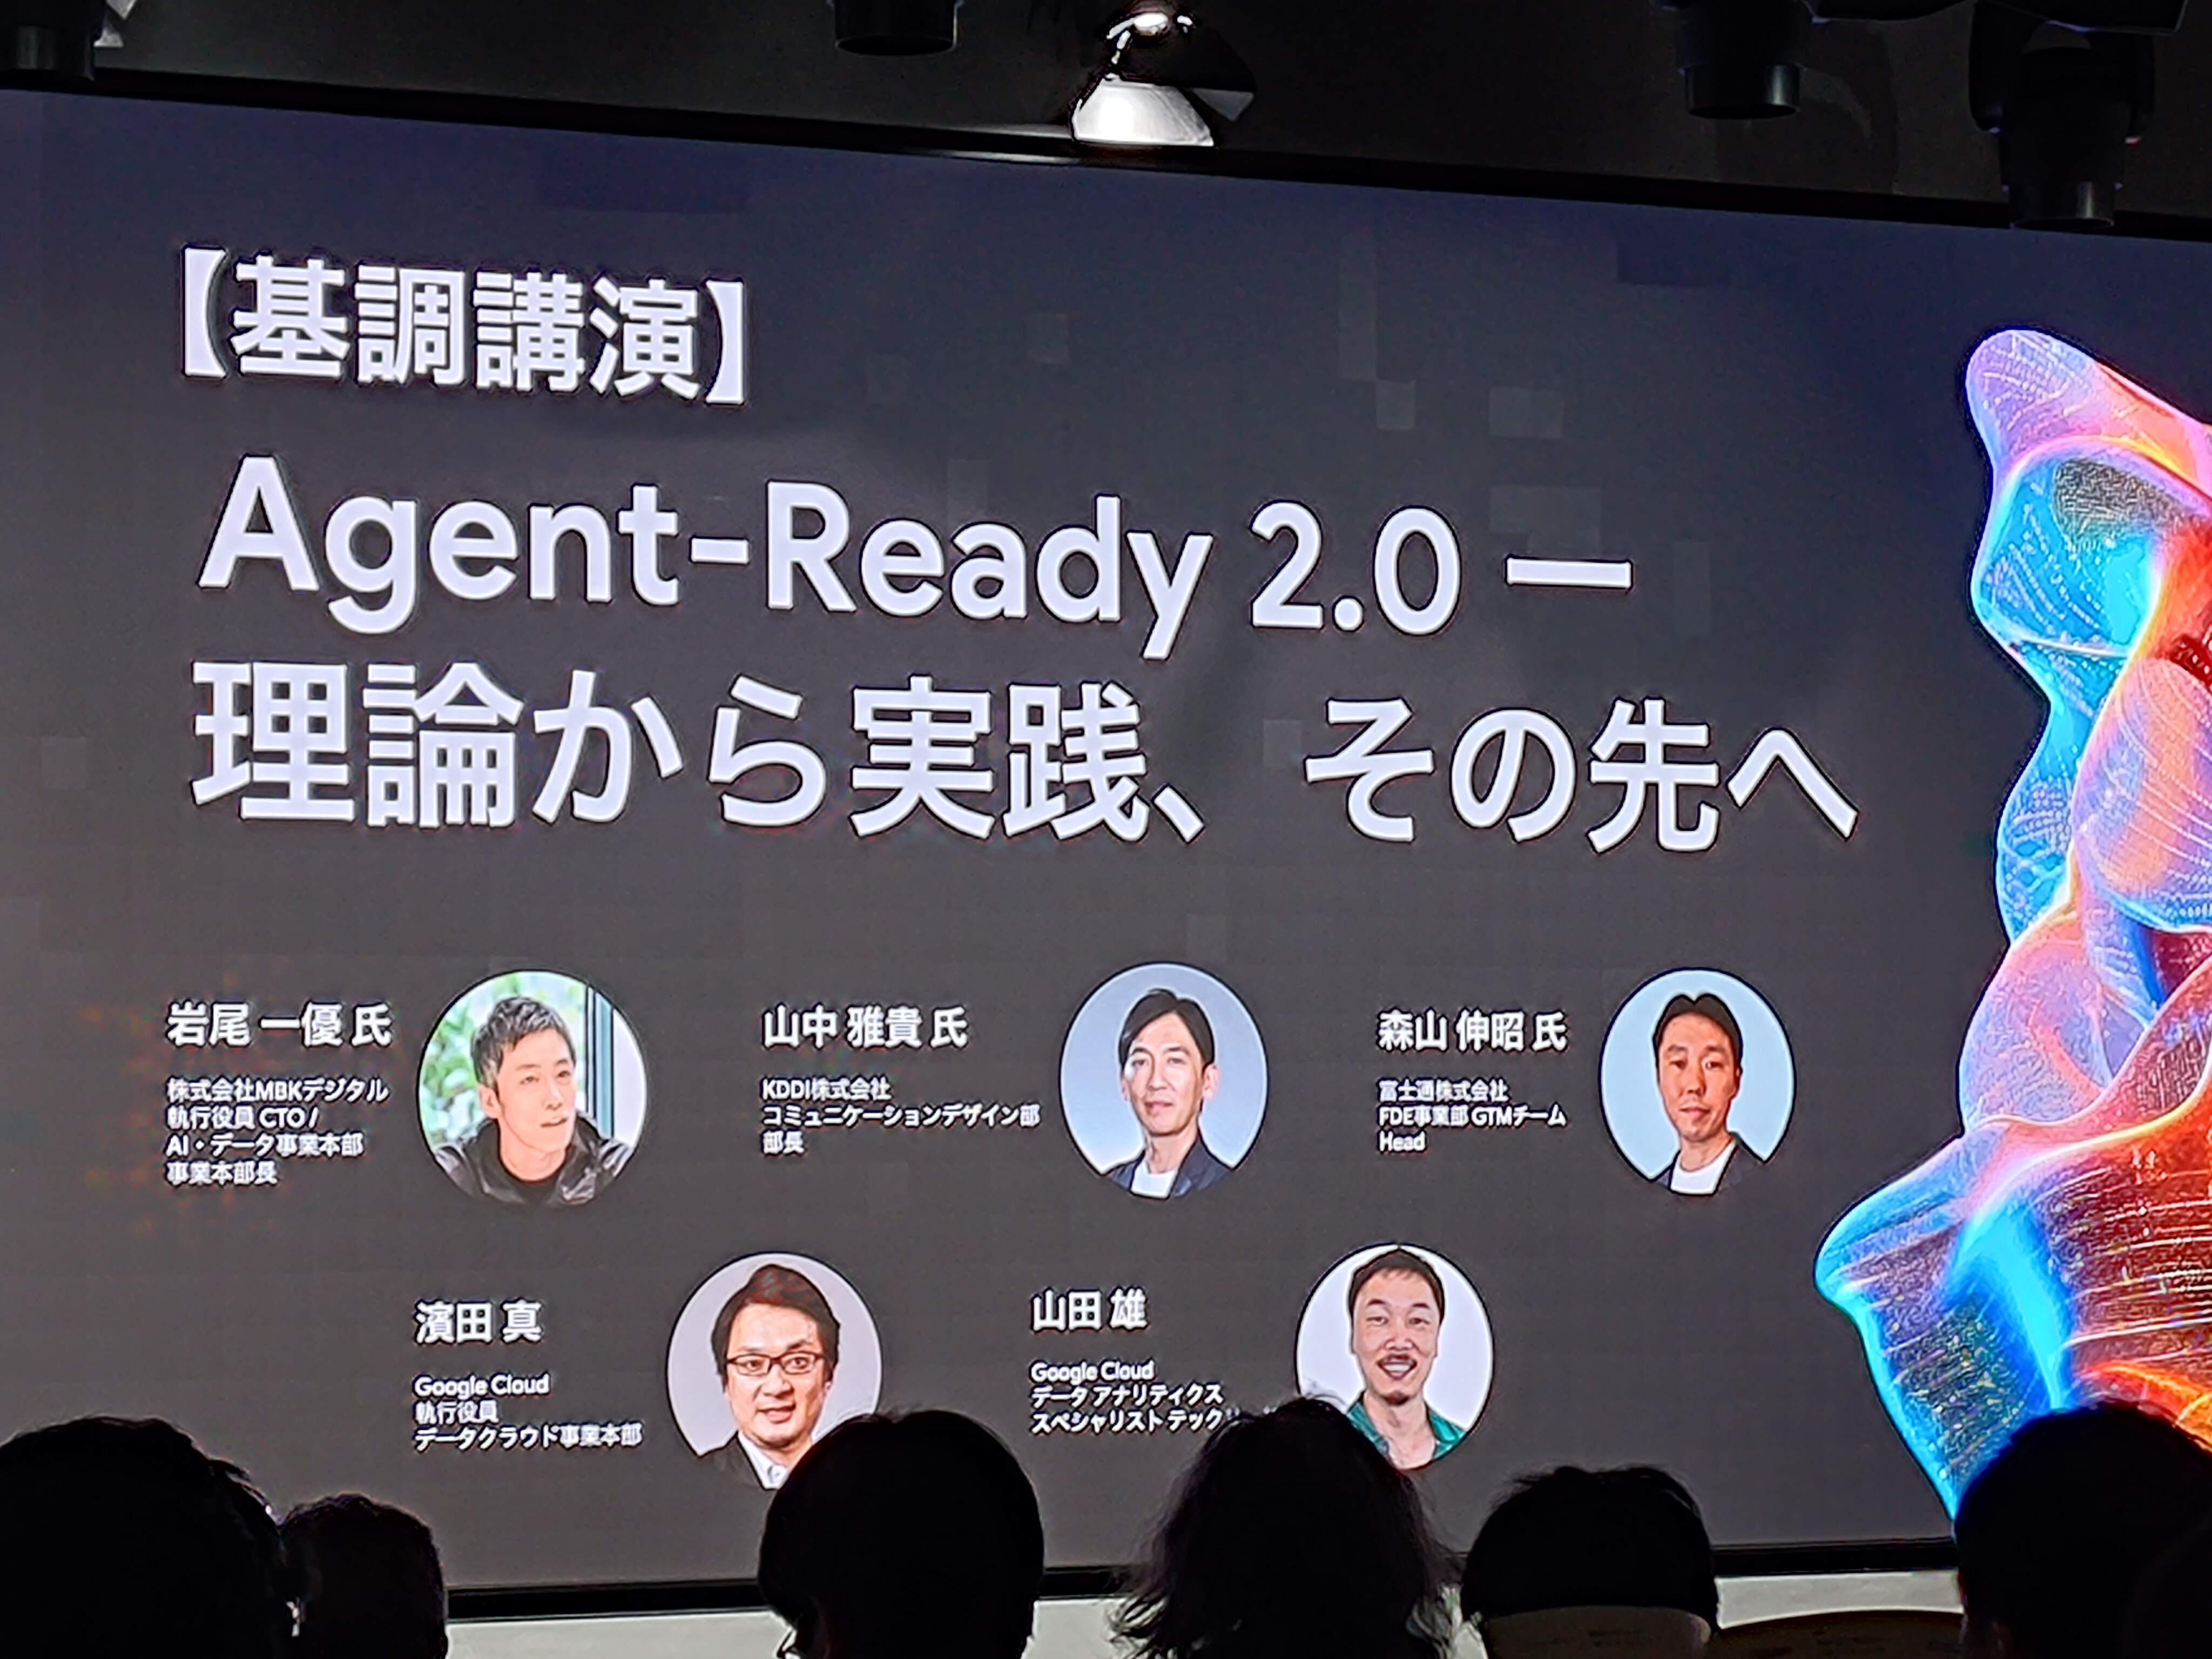 【基調講演】
Agent-Ready 2.0 ー
理論から実践、その先へ
岩尾 一優 氏
株式会社MBKデジタル
執行役員 CTO /
AI・データ事業本部
事業本部長
山中 雅貴 氏
KDDI株式会社
コミュニケーションデザイン部
部長
森山 伸昭 氏
富士通株式会社
FDE事業部 GTMチーム
Head
濱田 真
Google Cloud
執行役員
データクラウド事業本部
山田 雄
Google Cloud
データ アナリティクス
スペシャリスト テック